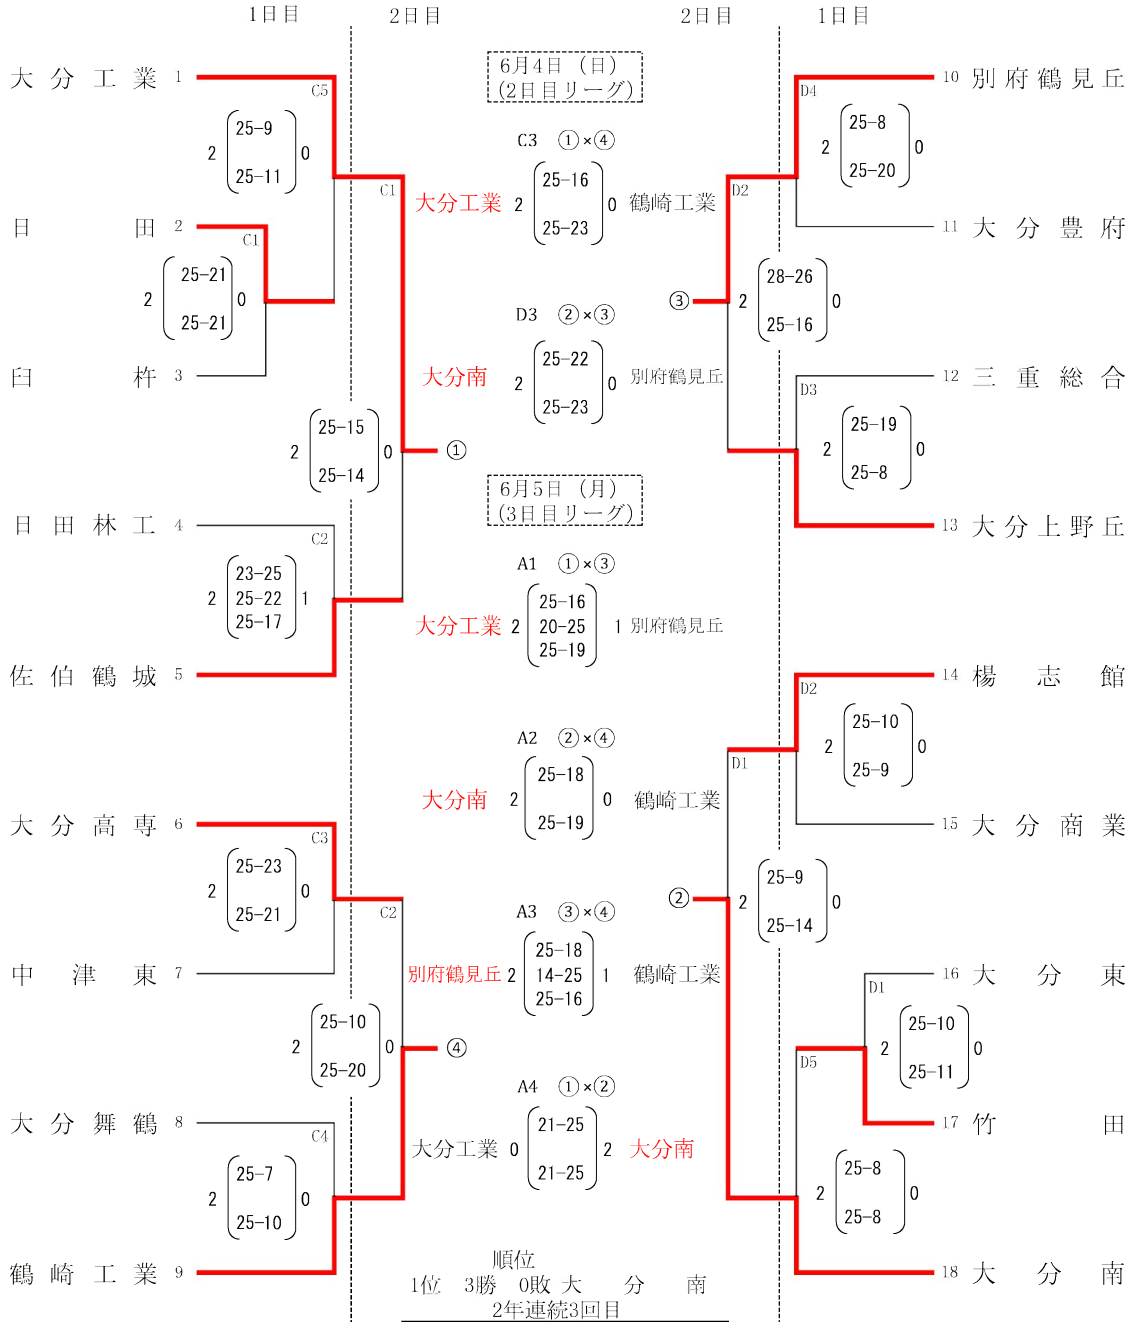 1日目 2日目 2日目 1日目
6月4日 (日)
(2日目リーグ)
大分工業 1
C5
2 25-9 0
25-11
日田 2
C1
2 25-21 0
25-21
臼杵 3
C1
2 25-15 0
25-14
①
日田林工 4
C2
23-25
2 25-22 1
25-17
佐伯鶴城 5
大分高専 6
C3
2 25-23 0
25-21
中津東 7
C2
2 25-10 0
25-20
④
大分舞鶴 8
C4
2 25-7 0
25-10
鶴崎工業 9
C3 ①×④
25-16
大分工業 2 0 鶴崎工業
25-23
D3 ②×③
25-22
大分南 2 0 別府鶴見丘
25-23
6月5日 (月)
(3日目リーグ)
A1 ①×③
25-16
大分工業 2 20-25 1 別府鶴見丘
25-19
A2 ②×④
25-18
大分南 2 0 鶴崎工業
25-19
A3 ③×④
25-18
別府鶴見丘 2 14-25 1 鶴崎工業
25-16
A4 ①×②
21-25
大分工業 0 2 大分南
21-25
順位
1位 3勝 0敗 大分南
2年連続3回目
10 別府鶴見丘
D4
2 25-8 0
25-20
11 大分豊府
D2
③
2 28-26 0
25-16
12 三重総合
D3
2 25-19 0
25-8
13 大分上野丘
14 楊志館
D2
2 25-10 0
25-9
15 大分商業
D1
②
2 25-9 0
25-14
16 大分東
D1
2 25-10 0
25-11
17 竹田
D5
2 25-8 0
25-8
18 大分南